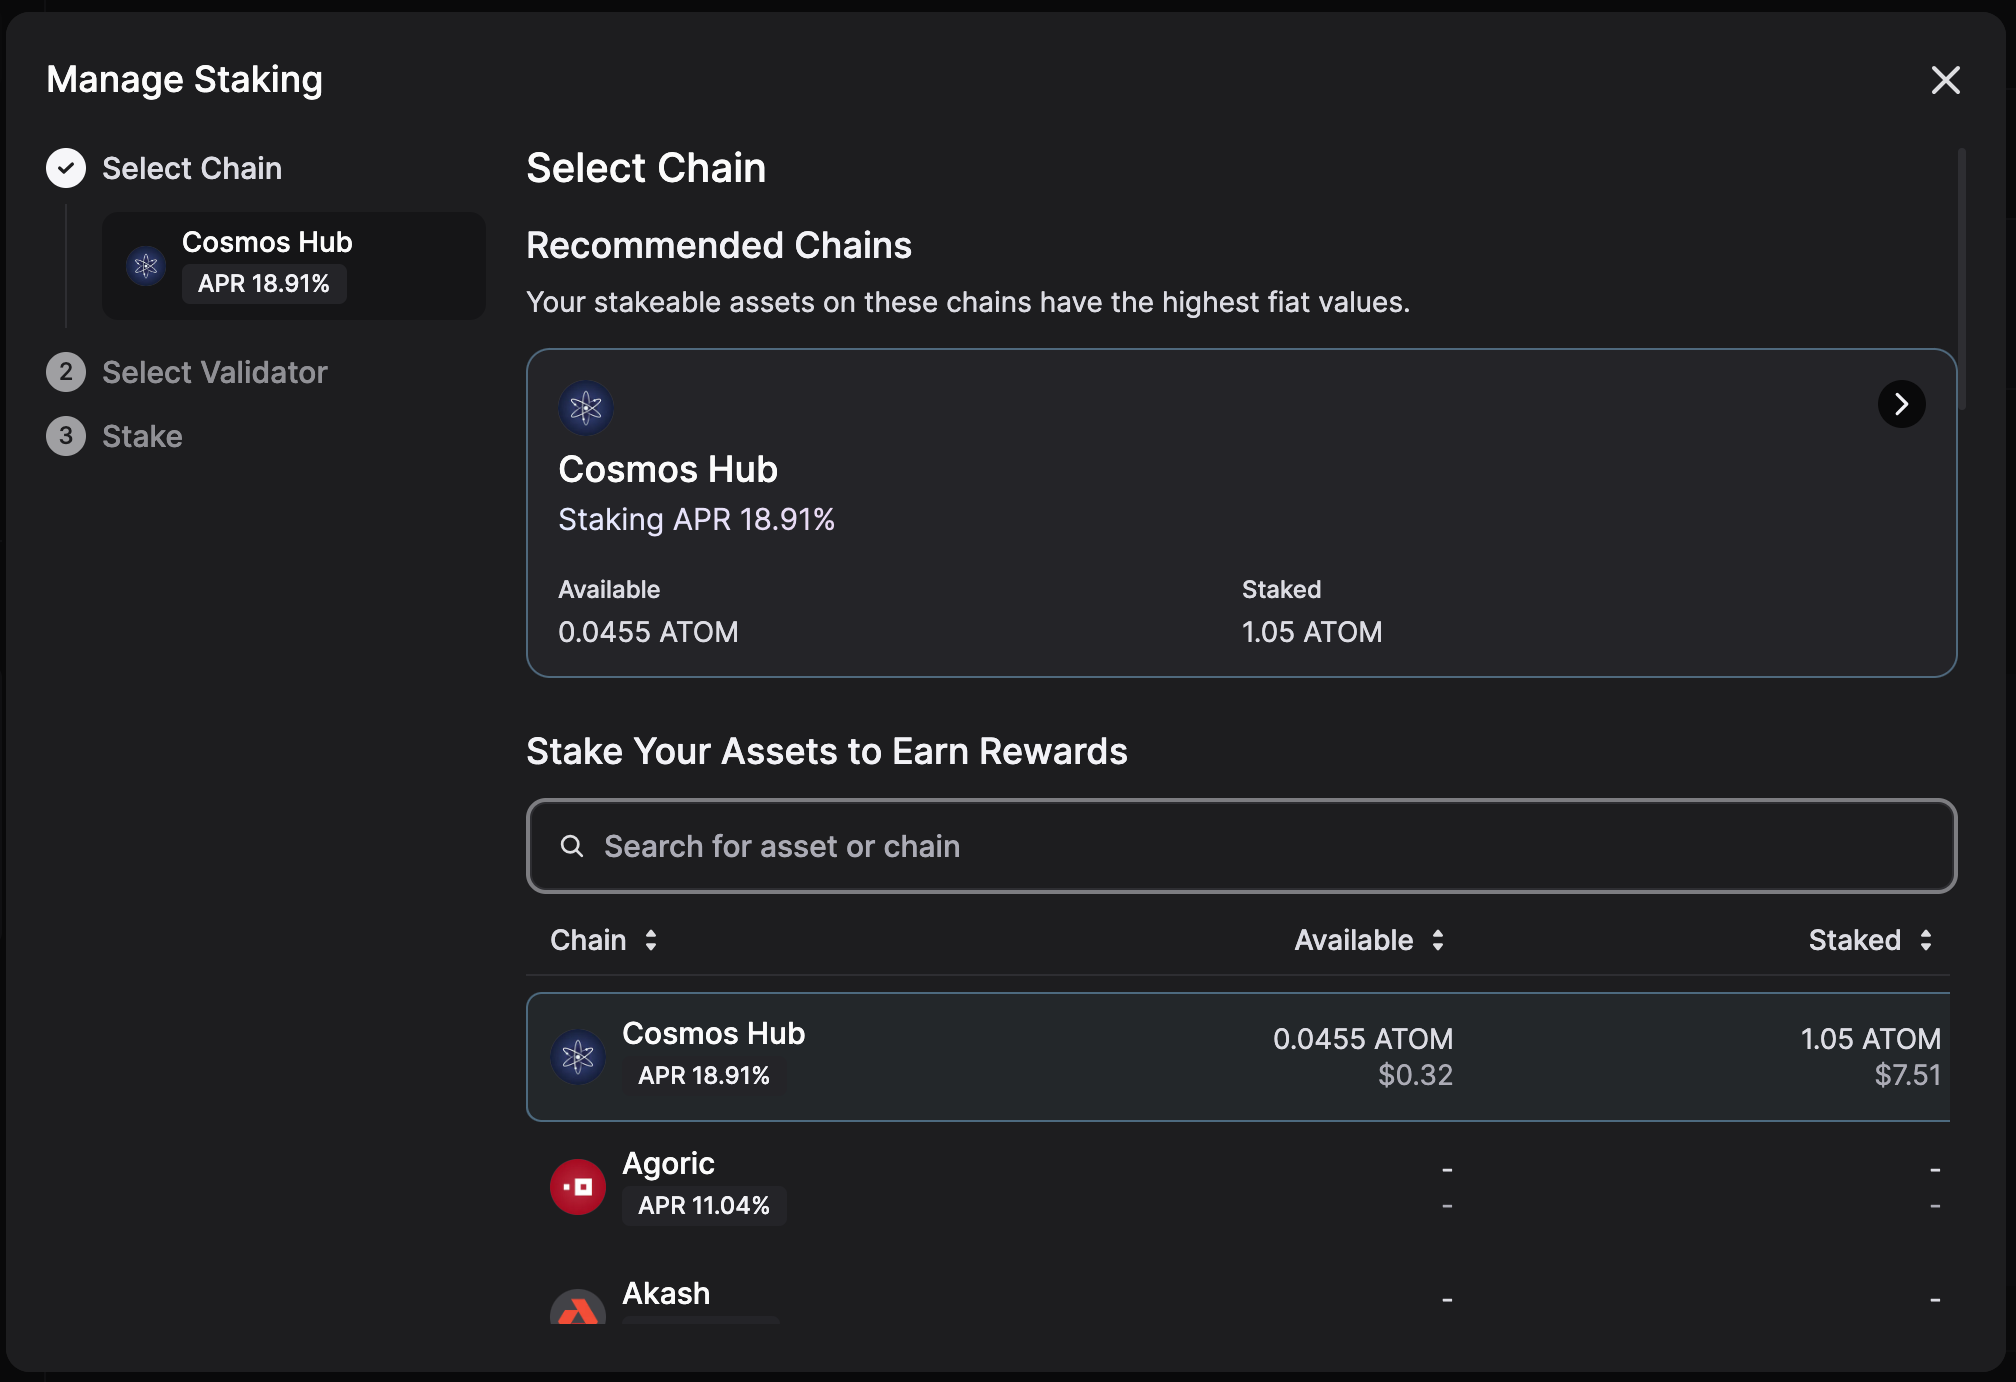 Manage Staking
Select Chain
Cosmos Hub
APR 18.91%
2 Select Validator
3 Stake
Select Chain
Recommended Chains
Your stakeable assets on these chains have the highest fiat values.
Cosmos Hub
Staking APR 18.91%
Available Staked
0.0455 ATOM 1.05 ATOM
Stake Your Assets to Earn Rewards
Search for asset or chain
Chain Available Staked
Cosmos Hub 0.0455 ATOM 1.05 ATOM
APR 18.91% $0.32 $7.51
Agoric - -
APR 11.04% - -
Akash - -